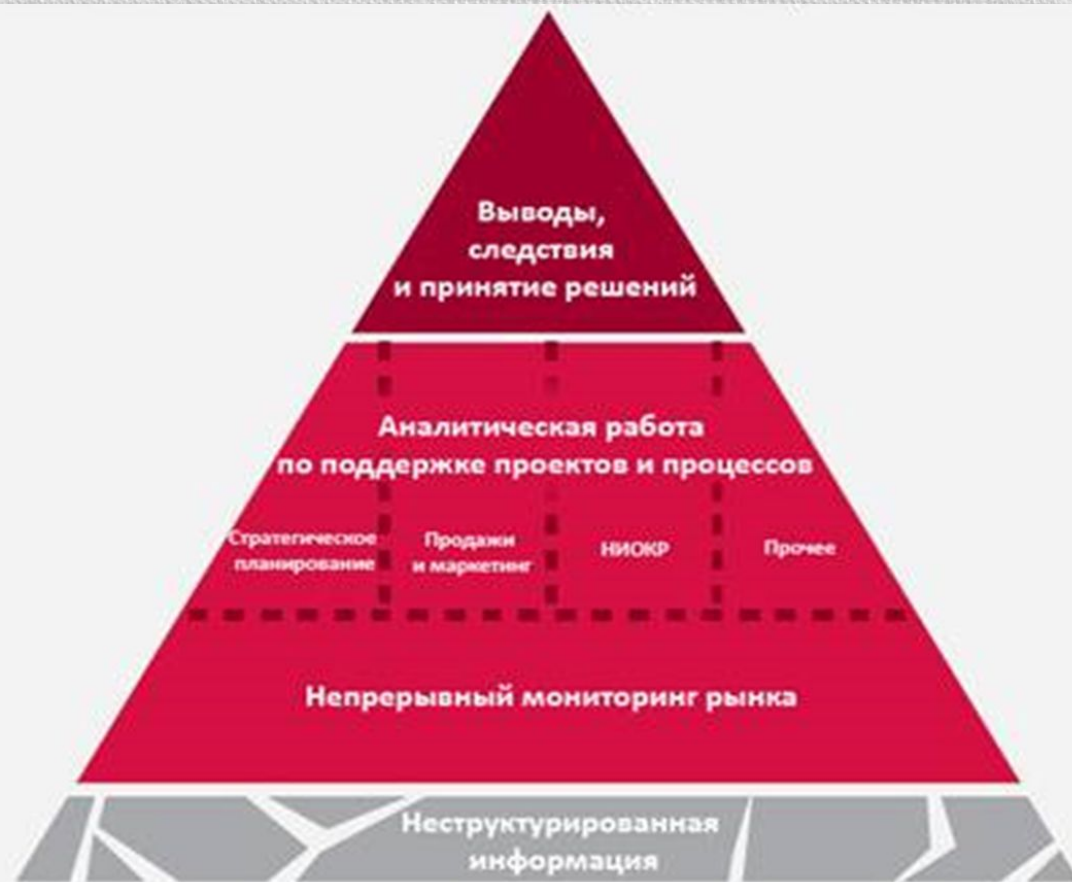 Выводы,
следствия
и принятие решений
Аналитическая работа
по поддержке проектов и процессов
Стратегическое
планирование
Продажи
и маркетинг
НИОКР
Прочее
Непрерывный мониторинг рынка
Неструктурированная
информация